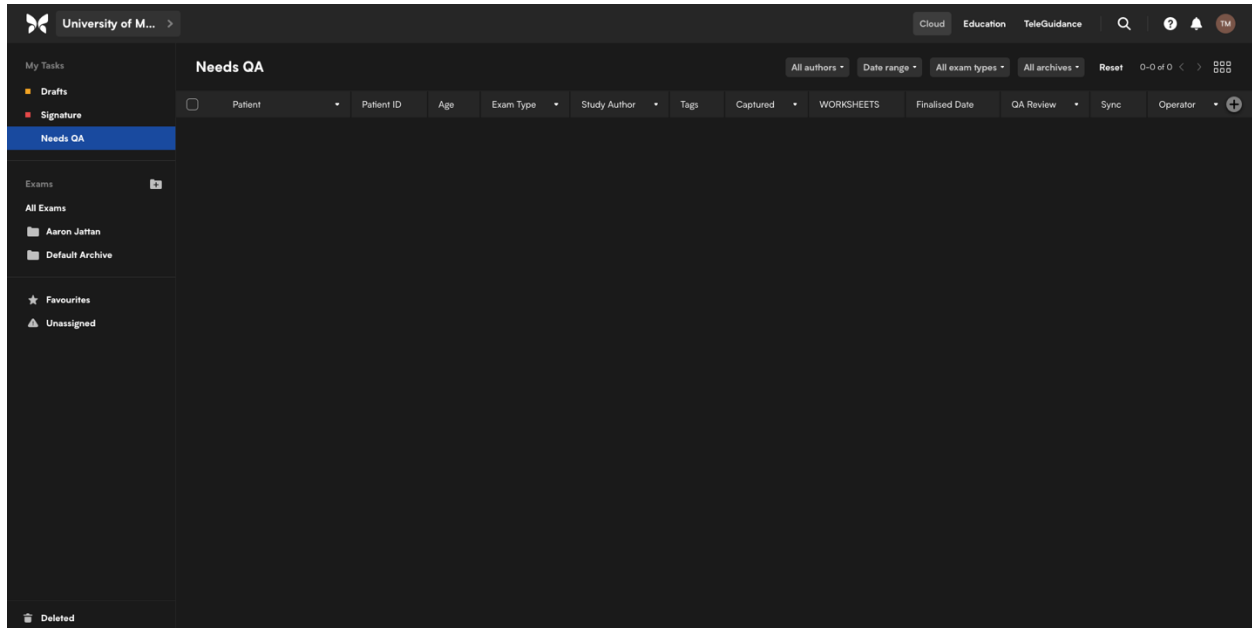 University of M... >
Cloud Education TeleGuidance ? TM
My Tasks
Drafts
Signature
Needs QA
Exams
All Exams
Aaron Jattan
Default Archive
Favourites
Unassigned
Deleted
Needs QA
All authors Date range All exam types All archives Reset 0-0 of 0 < >
Patient Patient ID Age Exam Type Study Author Tags Captured WORKSHEETS Finalised Date QA Review Sync Operator